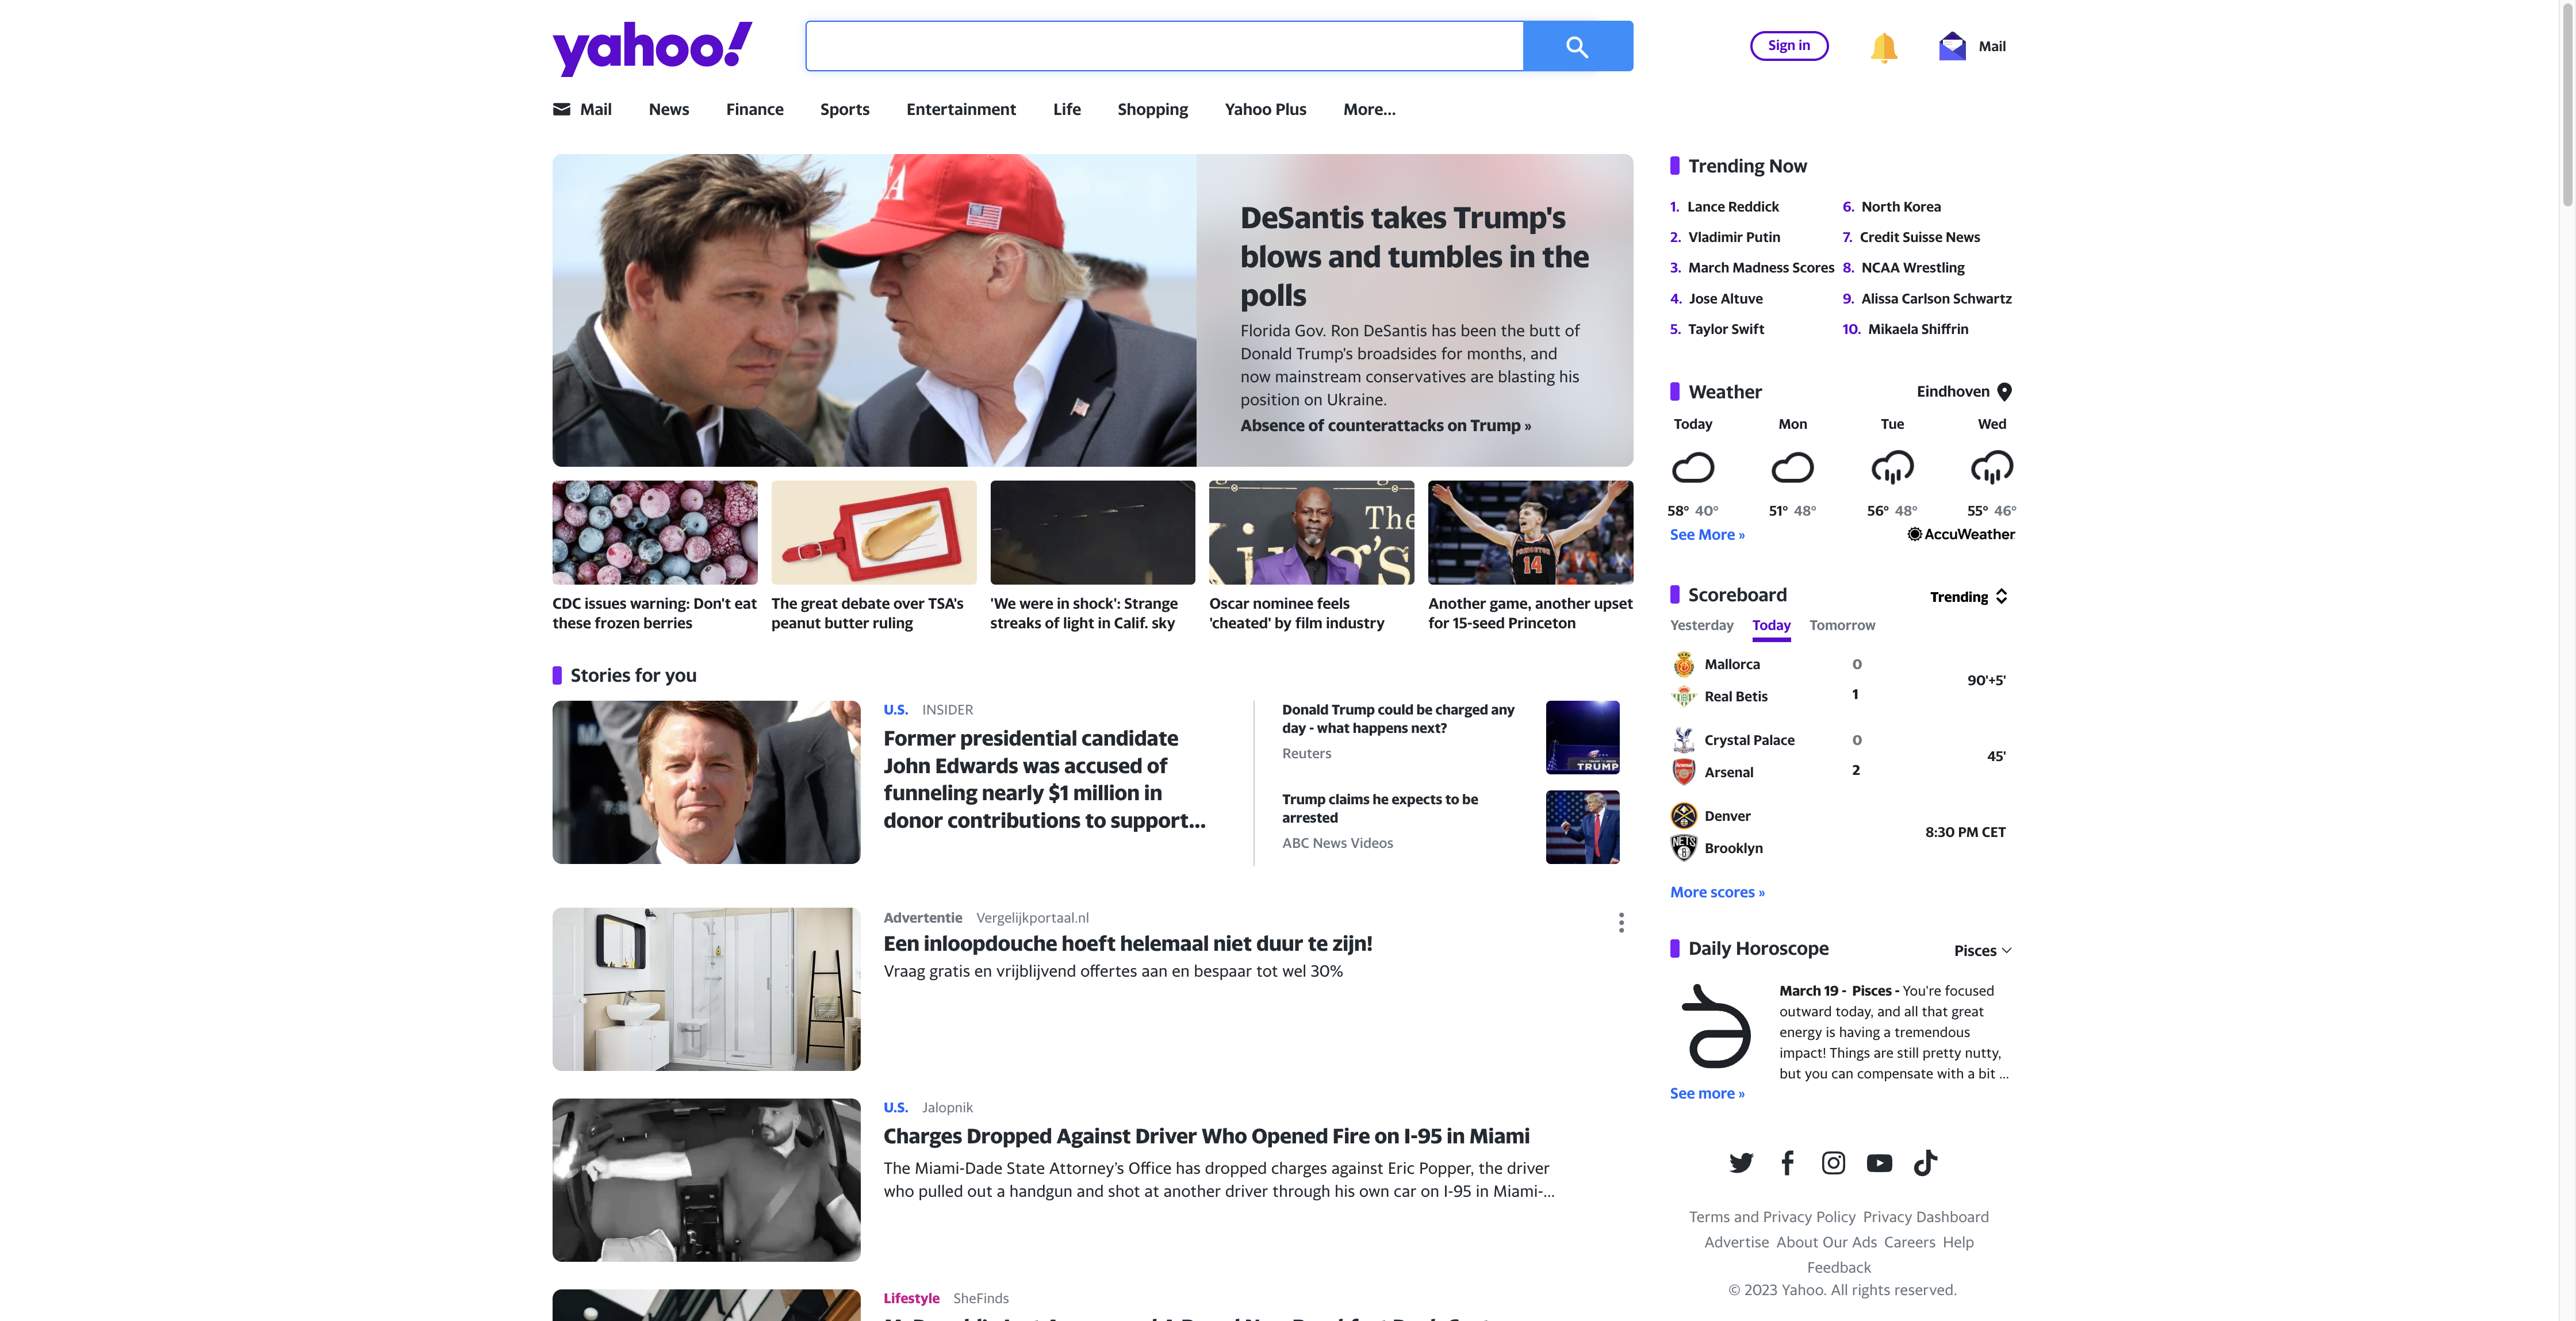 yahoo!
Sign in
Mail
Mail
News
Finance
Sports
Entertainment
Life
Shopping
Yahoo Plus
More...
DeSantis takes Trump's
blows and tumbles in the
polls
Florida Gov. Ron DeSantis has been the butt of
Donald Trump's broadsides for months, and
now mainstream conservatives are blasting his
position on Ukraine.
Absence of counterattacks on Trump »
CDC issues warning: Don't eat
these frozen berries
The great debate over TSA's
peanut butter ruling
'We were in shock': Strange
streaks of light in Calif. sky
The
King's
Oscar nominee feels
'cheated' by film industry
PRINCETON
14
Another game, another upset
for 15-seed Princeton
Stories for you
U.S. INSIDER
Former presidential candidate
John Edwards was accused of
funneling nearly $1 million in
donor contributions to support...
Donald Trump could be charged any
day - what happens next?
Reuters
TRUMP
Trump claims he expects to be
arrested
ABC News Videos
Advertentie Vergelijkportaal.nl
Een inloopdouche hoeft helemaal niet duur te zijn!
Vraag gratis en vrijblijvend offertes aan en bespaar tot wel 30%
U.S. Jalopnik
Charges Dropped Against Driver Who Opened Fire on I-95 in Miami
The Miami-Dade State Attorney's Office has dropped charges against Eric Popper, the driver
who pulled out a handgun and shot at another driver through his own car on I-95 in Miami-...
Lifestyle SheFinds
Trending Now
1. Lance Reddick
2. Vladimir Putin
3. March Madness Scores
4. Jose Altuve
5. Taylor Swift
6. North Korea
7. Credit Suisse News
8. NCAA Wrestling
9. Alissa Carlson Schwartz
10. Mikaela Shiffrin
Weather
Eindhoven
Today Mon Tue Wed
58° 40° 51° 48° 56° 48° 55° 46°
See More »
AccuWeather
Scoreboard
Trending
Yesterday Today Tomorrow
Mallorca 0
90'+5'
Real Betis 1
Crystal Palace 0
45'
Arsenal 2
Denver
8:30 PM CET
NETS
Brooklyn
More scores »
Daily Horoscope
Pisces
March 19 - Pisces - You're focused
outward today, and all that great
energy is having a tremendous
impact! Things are still pretty nutty,
but you can compensate with a bit ...
See more »
Terms and Privacy Policy Privacy Dashboard
Advertise About Our Ads Careers Help
Feedback
© 2023 Yahoo. All rights reserved.